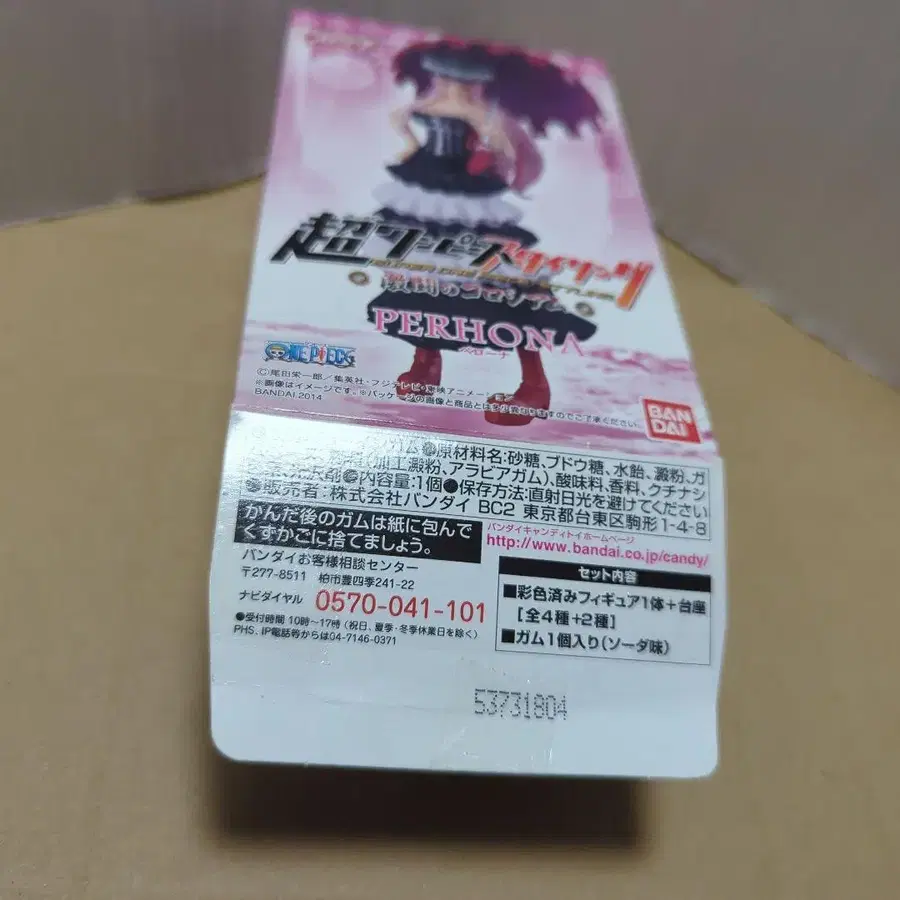 超ワンピーススタイリング
激闘のコロシアム
PERHONA
ペローナ
ONE PIECE
Ⓒ尾田栄一郎/集英社・フジテレビ・東映アニメーション
※画像はイメージです。※パッケージの画像と商品とは多少異なりますのでご了承ください。
BANDAI,2014
BANDAI
ガム●原材料名:砂糖、ブドウ糖、水飴、澱粉、ガ
加工澱粉、アラビアガム)、酸味料、香料、クチナシ
●内容量:1個●保存方法:直射日光を避けてください
●販売者:株式会社バンダイ BC2 東京都台東区駒形1-4-8
かんだ後のガムは紙に包んで
くずかごに捨てましょう。
バンダイキャンディトイホームページ
http://www.bandai.co.jp/candy/
バンダイお客様相談センター
〒277-8511 柏市豊四季241-22
ナビダイヤル 0570-041-101
●受付時間 10時~17時(祝日、夏季・冬季休業日を除く)
PHS、IP電話等からは04-7146-0371
セット内容
■彩色済みフィギュア1体+台座
[全4種+2種]
■ガム1個入り(ソーダ味)
53731804